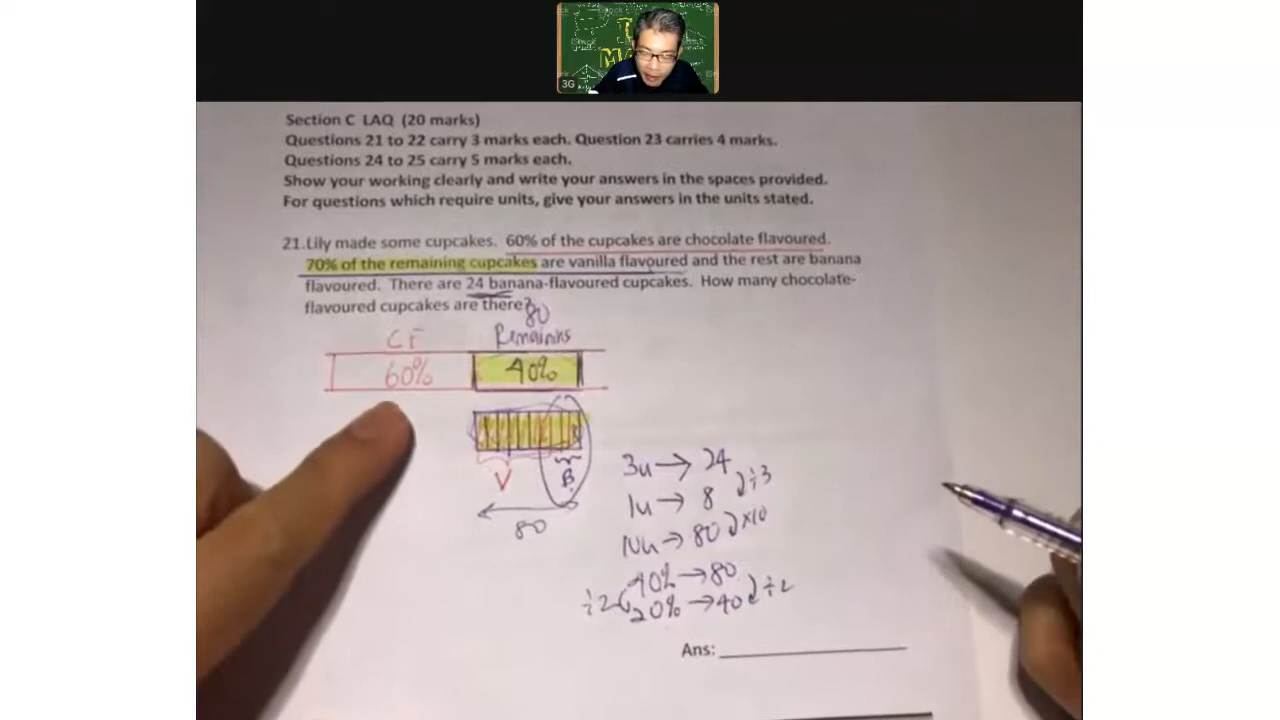 3G
Section C LAQ (20 marks)
Questions 21 to 22 carry 3 marks each. Question 23 carries 4 marks.
Questions 24 to 25 carry 5 marks each.
Show your working clearly and write your answers in the spaces provided.
For questions which require units, give your answers in the units stated.
21.Lily made some cupcakes. 60% of the cupcakes are chocolate flavoured.
70% of the remaining cupcakes are vanilla flavoured and the rest are banana
flavoured. There are 24 banana-flavoured cupcakes. How many chocolate-
flavoured cupcakes are there?
80
CF Remaining
60% 40%
V B
80
3u → 24
÷3
1u → 8
×10
10u → 80
40% → 80
÷2 ÷2
20% → 40
Ans: